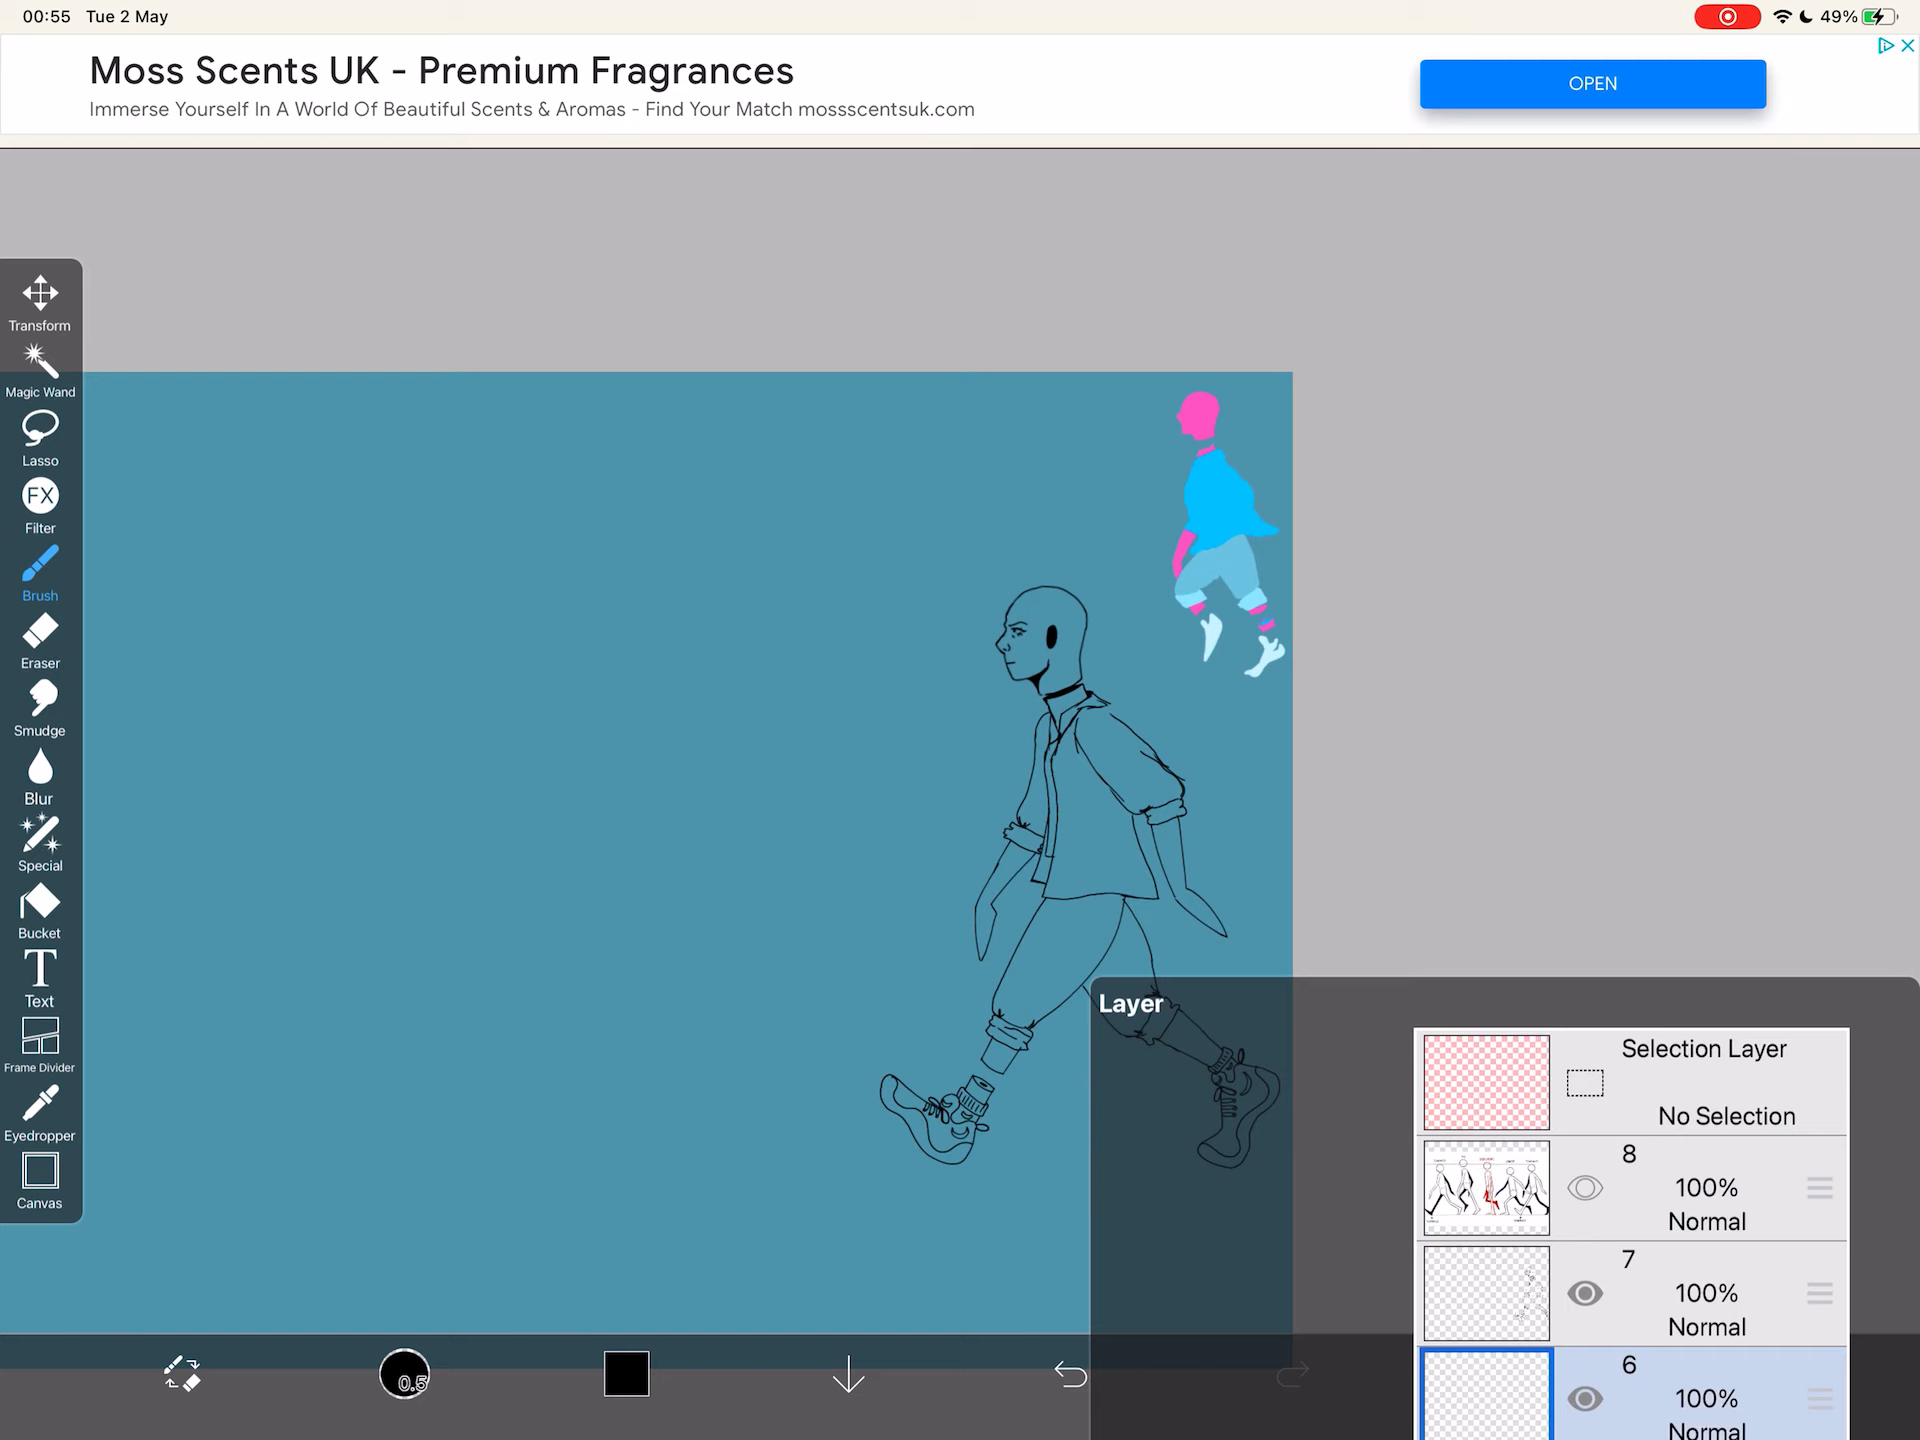 00:55 Tue 2 May
49%
Moss Scents UK - Premium Fragrances
Immerse Yourself In A World Of Beautiful Scents & Aromas - Find Your Match mossscentsuk.com
OPEN
Transform
Magic Wand
Lasso
FX
Filter
Brush
Eraser
Smudge
Blur
Special
Bucket
T
Text
Frame Divider
Eyedropper
Canvas
Layer
Selection Layer
No Selection
8
100%
Normal
7
100%
Normal
6
100%
Normal
0.5